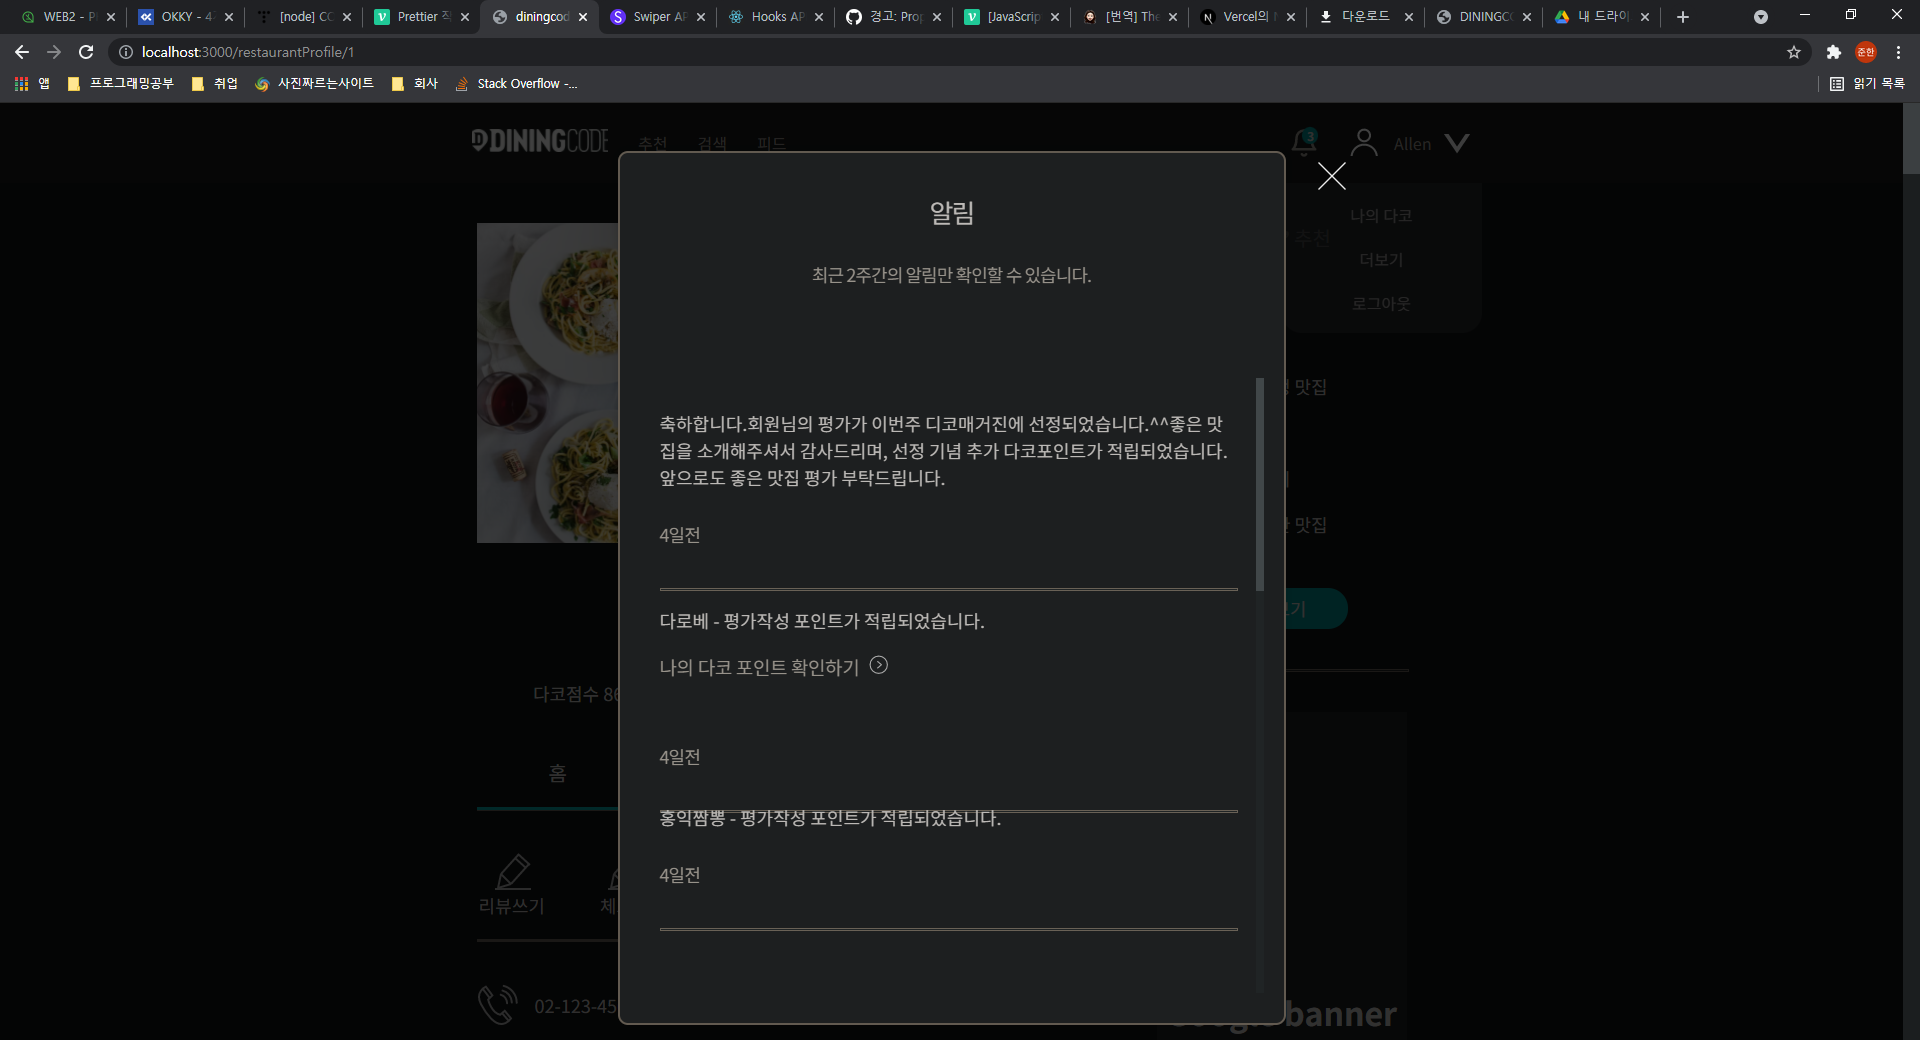 WEB2 - P
OKKY - 4
[node] CC
Prettier
diningcod
Swiper AP
Hooks AP
경고: Prop
[JavaScrip
[번역] The
Vercel의
다운로드
DININGCO
내 드라이
localhost:3000/restaurantProfile/1
준한
앱
프로그래밍공부
취업
사진짜르는사이트
회사
Stack Overflow -...
읽기 목록
DININGCODE
추천
검색
피드
3
Allen
나의 다코
추천
더보기
로그아웃
알림
최근 2주간의 알림만 확인할 수 있습니다.
맛집
축하합니다.회원님의 평가가 이번주 디코매거진에 선정되었습니다.^^좋은 맛
집을 소개해주셔서 감사드리며, 선정 기념 추가 다코포인트가 적립되었습니다.
앞으로도 좋은 맛집 평가 부탁드립니다.
맛집
4일전
기
다로베 - 평가작성 포인트가 적립되었습니다.
나의 다코 포인트 확인하기
다코점수 86
4일전
홈
홍익짬뽕 - 평가작성 포인트가 적립되었습니다.
4일전
리뷰쓰기
체
02-123-45
banner